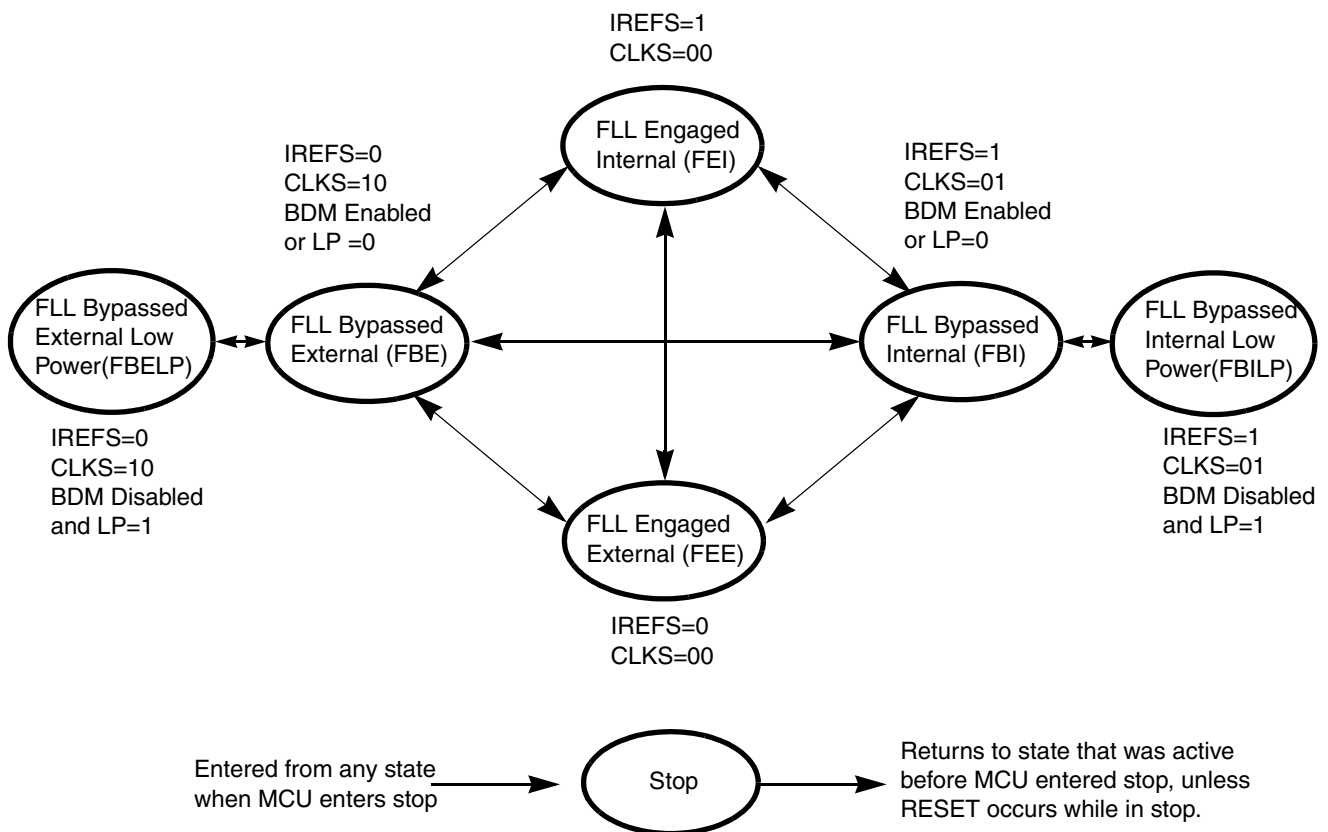 IREFS=1
CLKS=00
FLL Engaged
Internal (FEI)
IREFS=0
CLKS=10
BDM Enabled
or LP =0
IREFS=1
CLKS=01
BDM Enabled
or LP=0
FLL Bypassed
External Low
Power(FBELP)
FLL Bypassed
External (FBE)
FLL Bypassed
Internal (FBI)
FLL Bypassed
Internal Low
Power(FBILP)
IREFS=0
CLKS=10
BDM Disabled
and LP=1
IREFS=1
CLKS=01
BDM Disabled
and LP=1
FLL Engaged
External (FEE)
IREFS=0
CLKS=00
Entered from any state
when MCU enters stop
Stop
Returns to state that was active
before MCU entered stop, unless
RESET occurs while in stop.